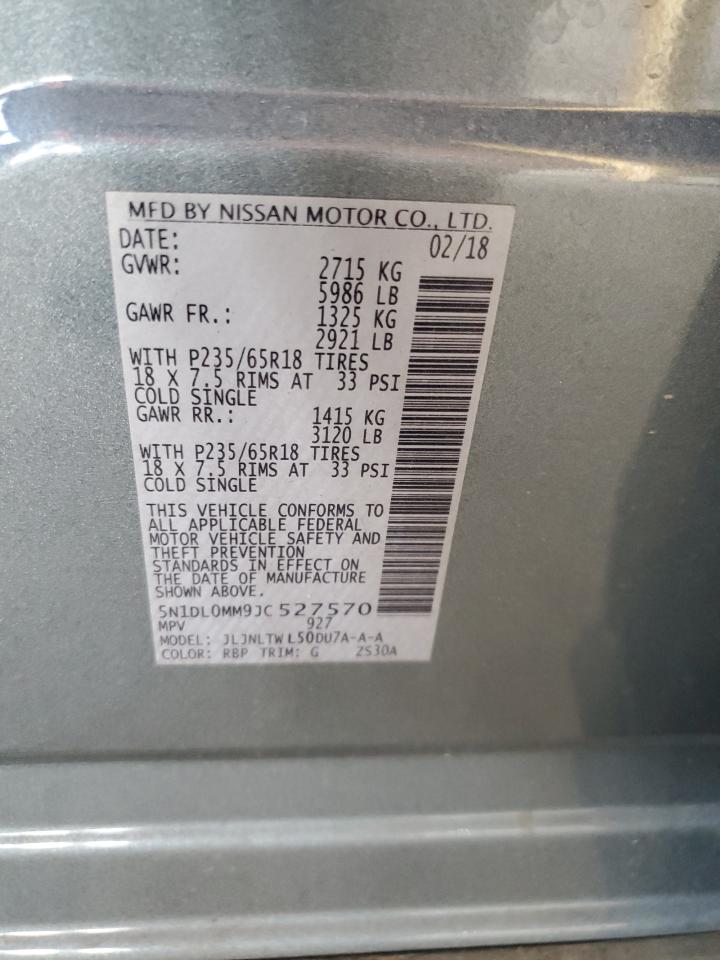 MFD BY NISSAN MOTOR CO., LTD.
DATE: 02/18
GVWR: 2715 KG
5986 LB
GAWR FR.: 1325 KG
2921 LB
WITH P235/65R18 TIRES
18 X 7.5 RIMS AT 33 PSI
COLD SINGLE
GAWR RR.: 1415 KG
3120 LB
WITH P235/65R18 TIRES
18 X 7.5 RIMS AT 33 PSI
COLD SINGLE
THIS VEHICLE CONFORMS TO
ALL APPLICABLE FEDERAL
MOTOR VEHICLE SAFETY AND
THEFT PREVENTION
STANDARDS IN EFFECT ON
THE DATE OF MANUFACTURE
SHOWN ABOVE.
5N1DL0MM9JC527570
MPV 927
MODEL: JLJNLTWL50DU7A-A-A
COLOR: RBP TRIM: G ZS30A